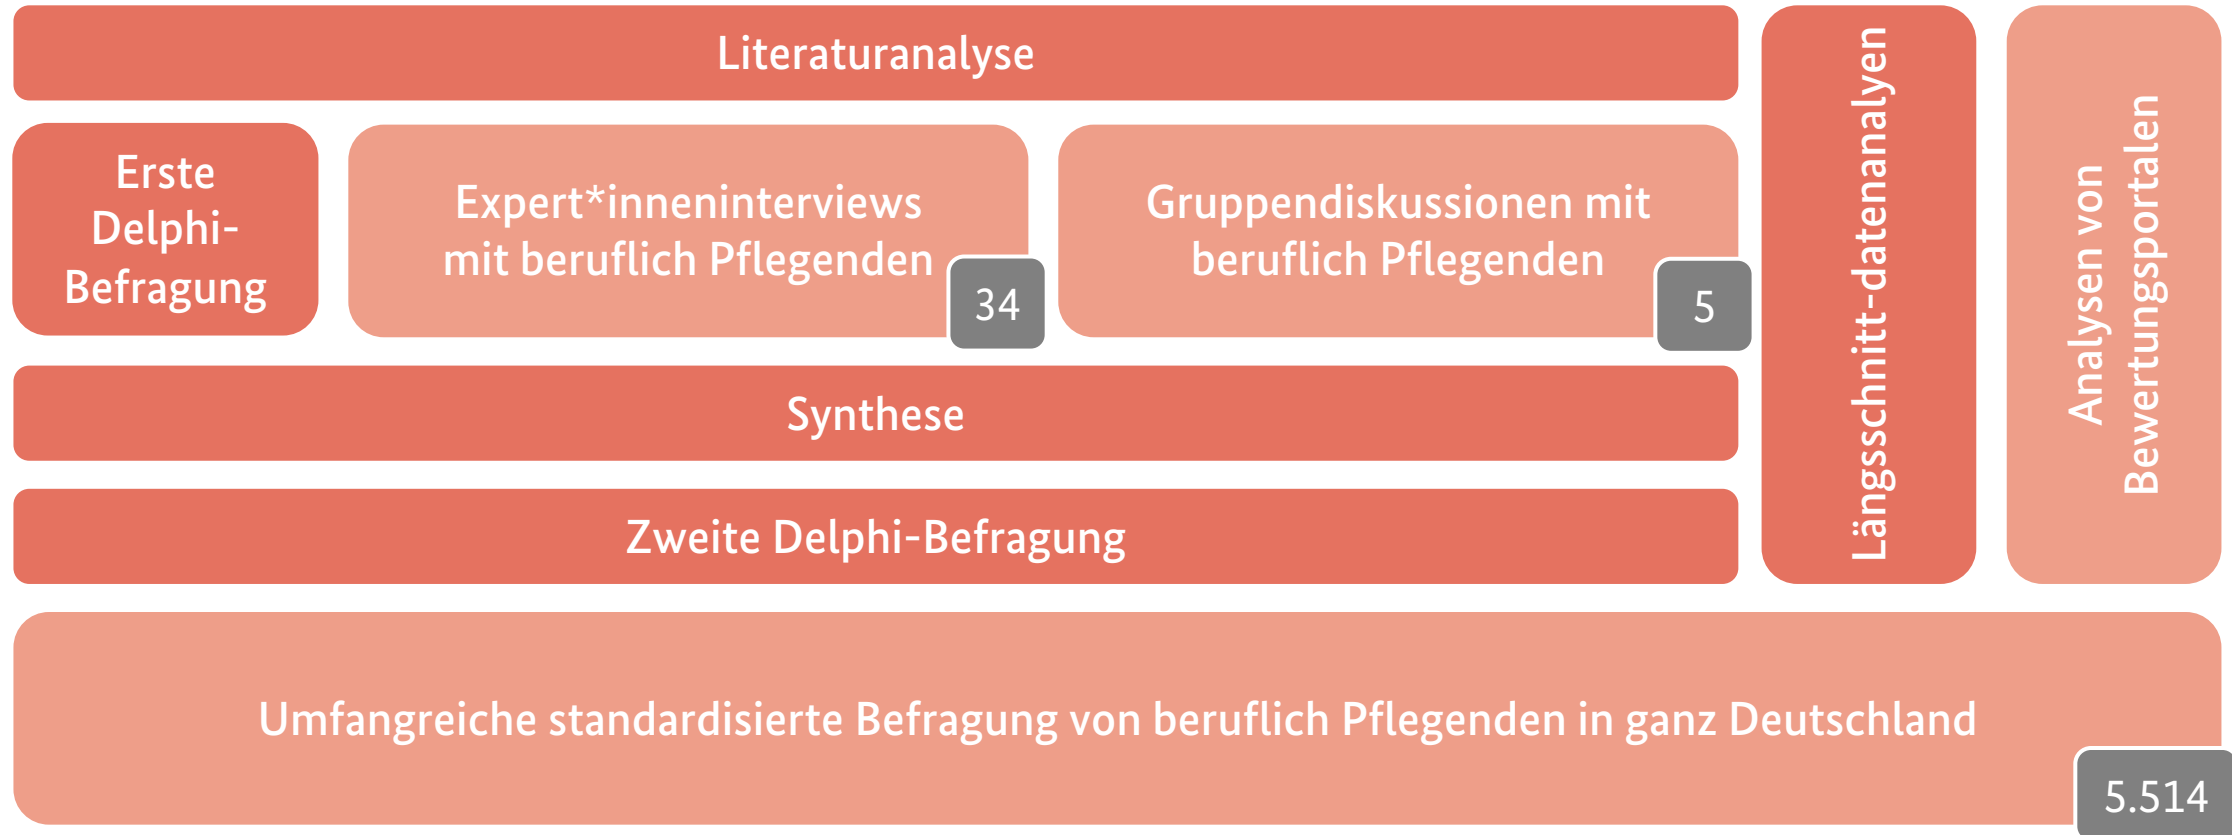 Literaturanalyse
Erste
Delphi-
Befragung
Expert*inneninterviews
mit beruflich Pflegenden
34
Gruppendiskussionen mit
beruflich Pflegenden
5
Synthese
Zweite Delphi-Befragung
Längsschnitt-datenanalyen
Analysen von
Bewertungsportalen
Umfangreiche standardisierte Befragung von beruflich Pflegenden in ganz Deutschland
5.514